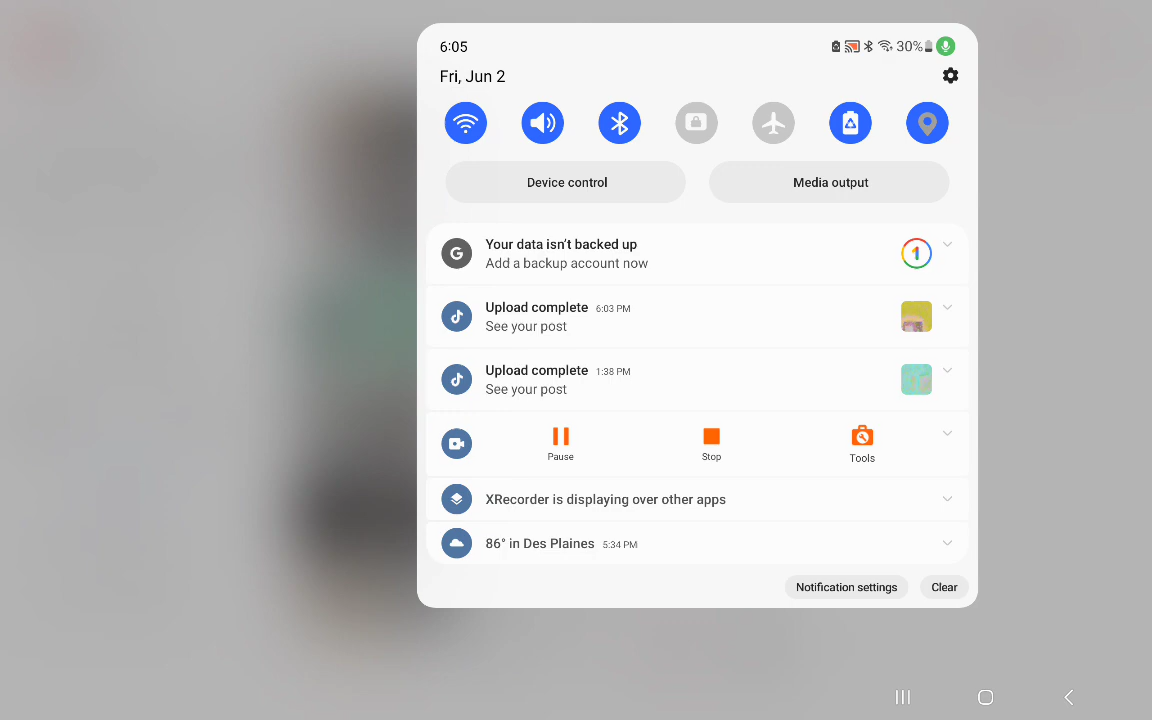 6:05
30%
Fri, Jun 2
Device control
Media output
Your data isn't backed up
Add a backup account now
Upload complete 6:03 PM
See your post
Upload complete 1:38 PM
See your post
Pause
Stop
Tools
XRecorder is displaying over other apps
86° in Des Plaines 5:34 PM
Notification settings
Clear